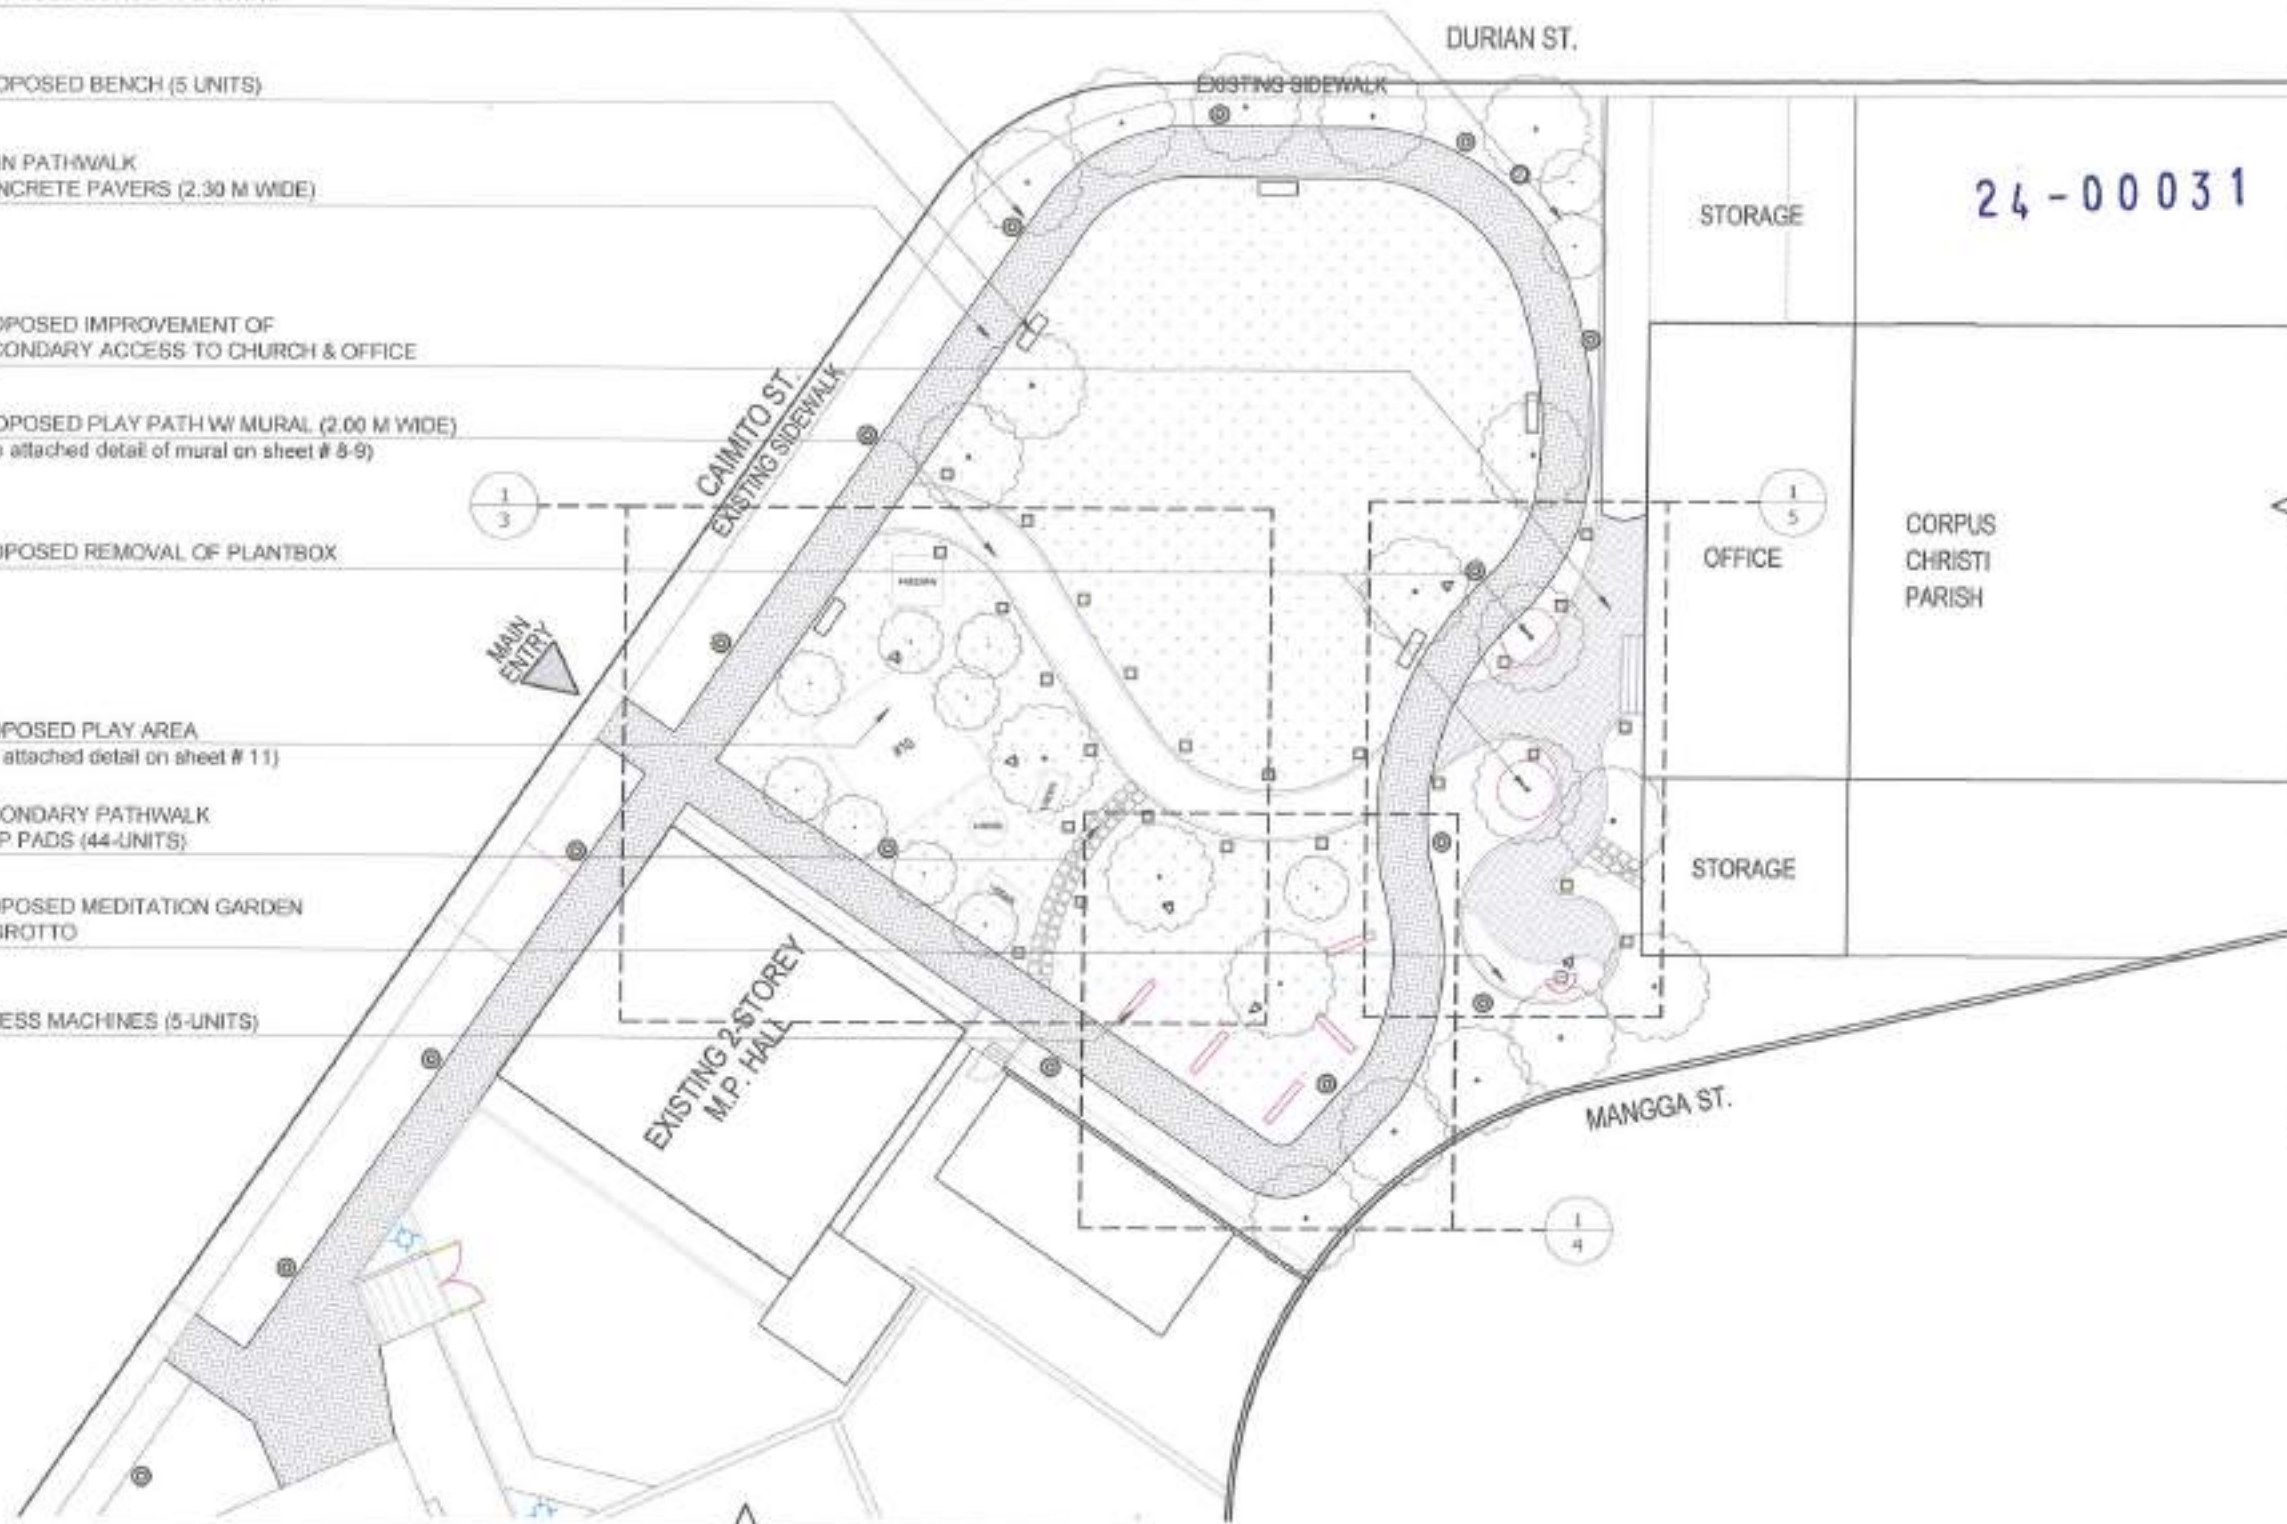 OPOSED BENCH (5 UNITS)
IN PATHWALK
NCRETE PAVERS (2.30 M WIDE)
OPOSED IMPROVEMENT OF
CONDARY ACCESS TO CHURCH & OFFICE
OPOSED PLAY PATH W/ MURAL (2.00 M WIDE)
attached detail of mural on sheet # 8-9)
OPOSED REMOVAL OF PLANTBOX
OPOSED PLAY AREA
attached detail on sheet # 11)
ONDARY PATHWALK
P PADS (44-UNITS)
POSED MEDITATION GARDEN
GROTTO
ESS MACHINES (5-UNITS)
DURIAN ST.
EXISTING SIDEWALK
STORAGE
24-00031
CAIMITO ST.
EXISTING SIDEWALK
1
3
1
5
OFFICE
CORPUS
CHRISTI
PARISH
MAIN
ENTRY
#10
STORAGE
EXISTING 2-STOREY
M.P. HALL
MANGGA ST.
1
4